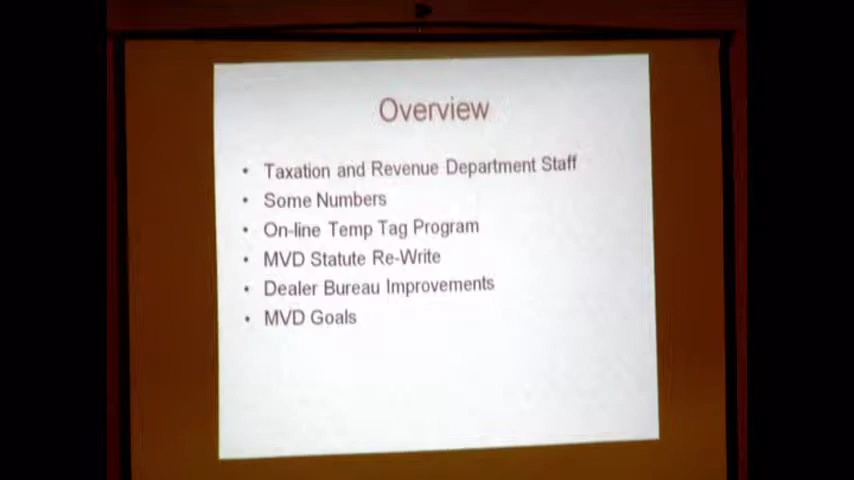 Overview
• Taxation and Revenue Department Staff
• Some Numbers
• On-line Temp Tag Program
• MVD Statute Re-Write
• Dealer Bureau Improvements
• MVD Goals